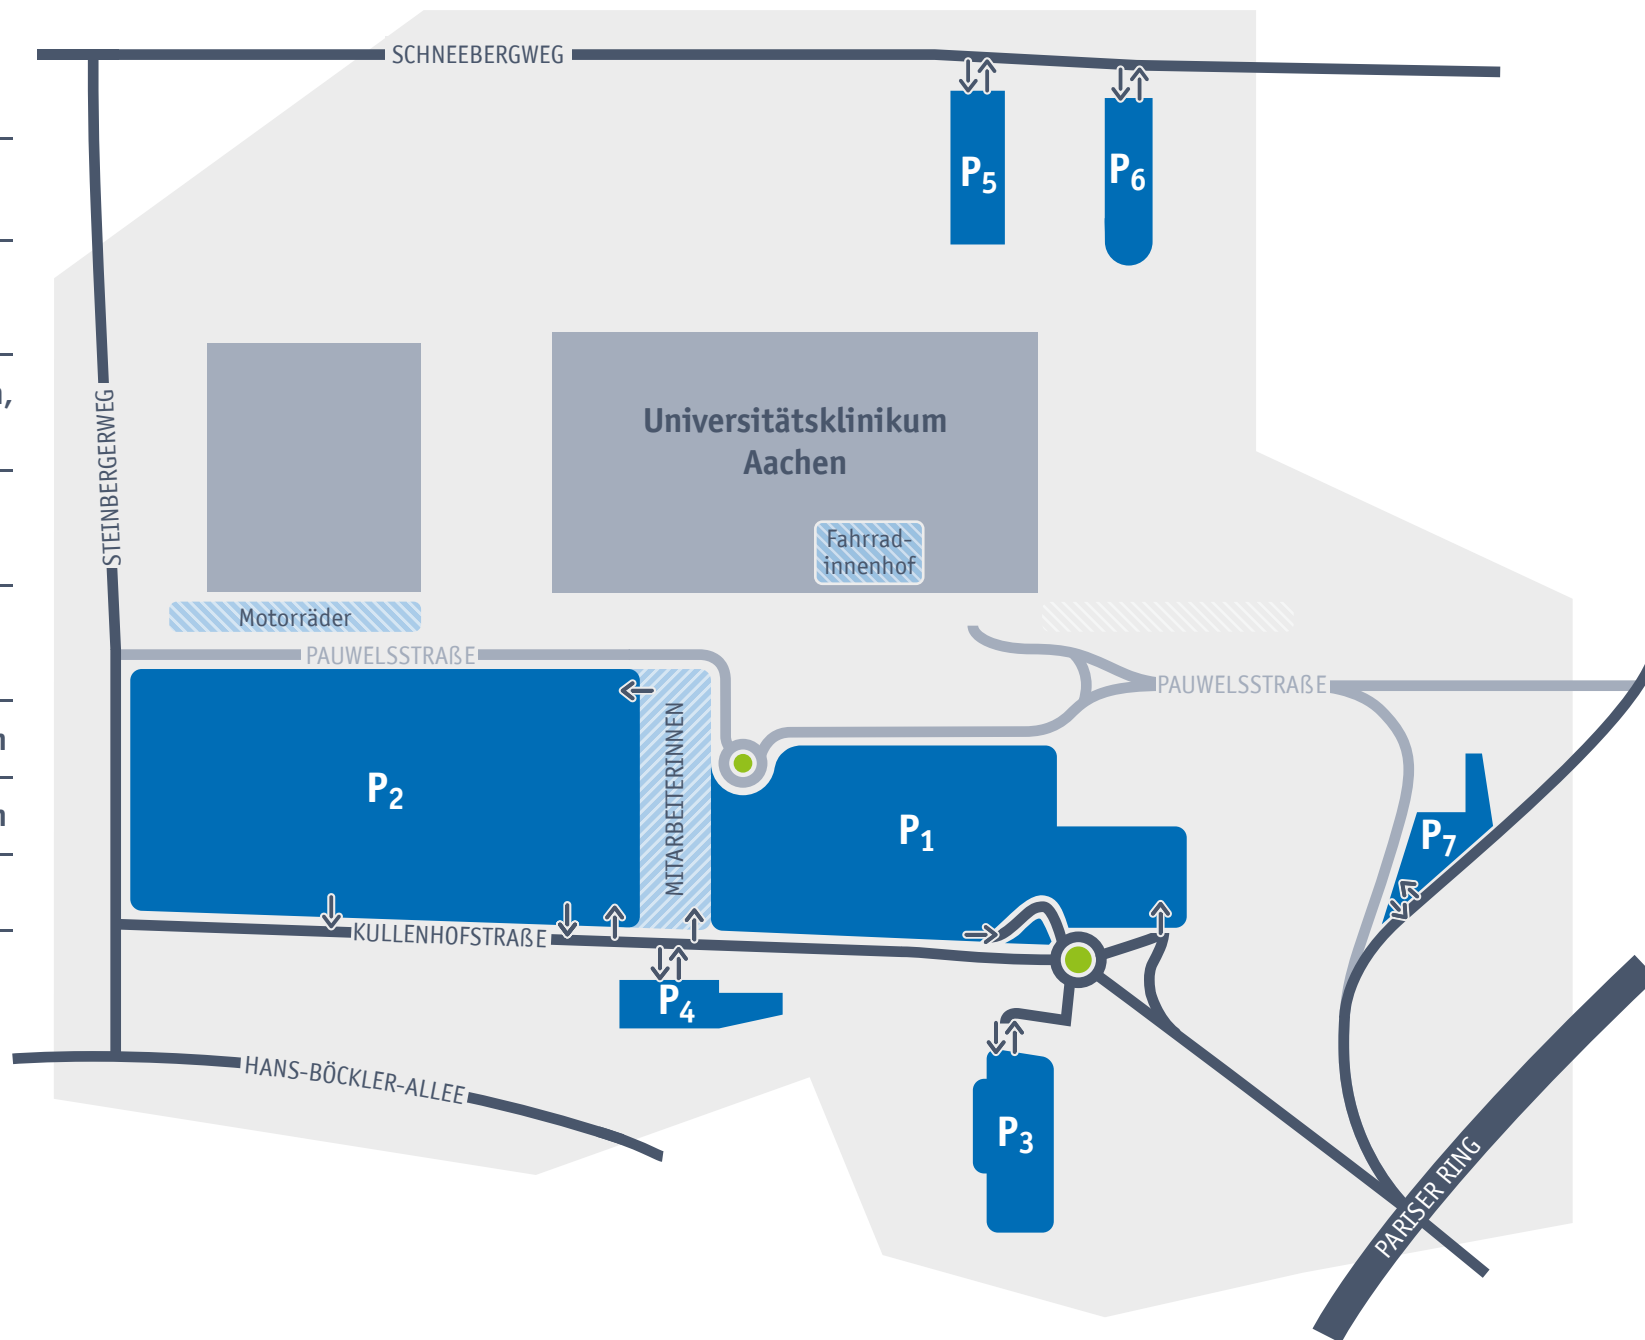 SCHNEEBERGWEG
P5
P6
STEINBERGERWEG
Universitätsklinikum
Aachen
Fahrrad-
innenhof
Motorräder
PAUWELSSTRAßE
PAUWELSSTRAßE
MITARBEITERINNEN
P2
P1
P7
KULLENHOFSTRAßE
P4
HANS-BÖCKLER-ALLEE
P3
PARISER RING